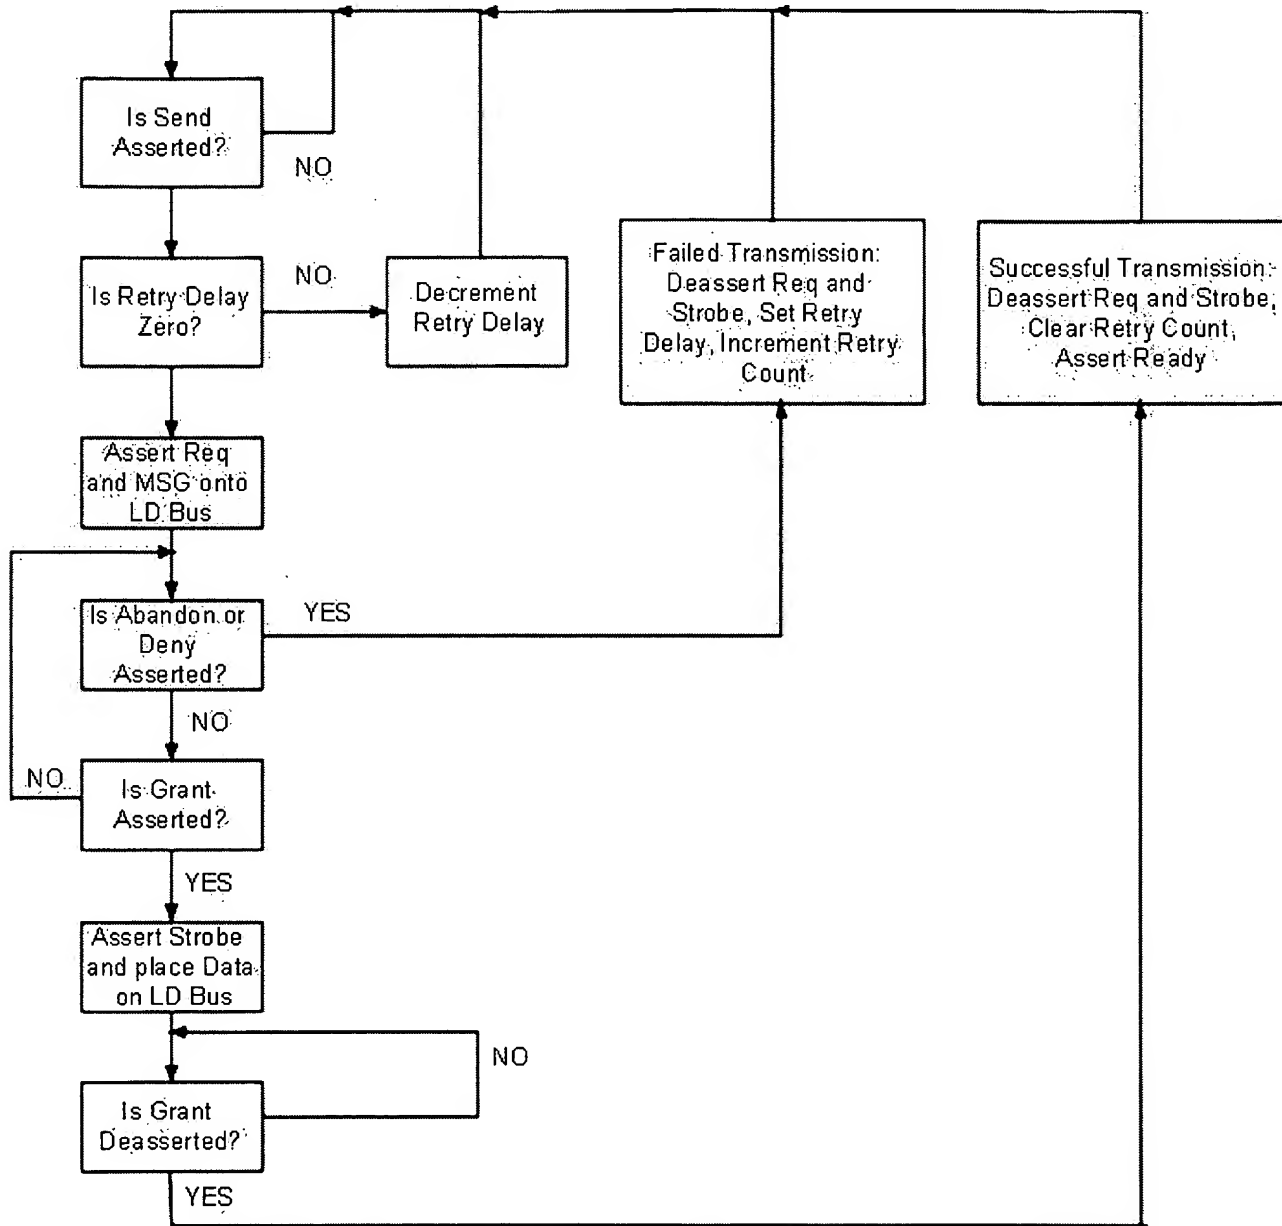 Is Send
Asserted?
NO
Is Retry Delay
Zero?
NO
Decrement
Retry Delay
Failed Transmission:
Deassert Req and
Strobe, Set Retry
Delay, Increment Retry
Count
Successful Transmission:
Deassert Req and Strobe,
Clear Retry Count,
Assert Ready
Assert Req
and MSG onto
LD Bus
Is Abandon or
Deny
Asserted?
YES
NO
NO
Is Grant
Asserted?
YES
Assert Strobe
and place Data
on LD Bus
NO
Is Grant
Deasserted?
YES